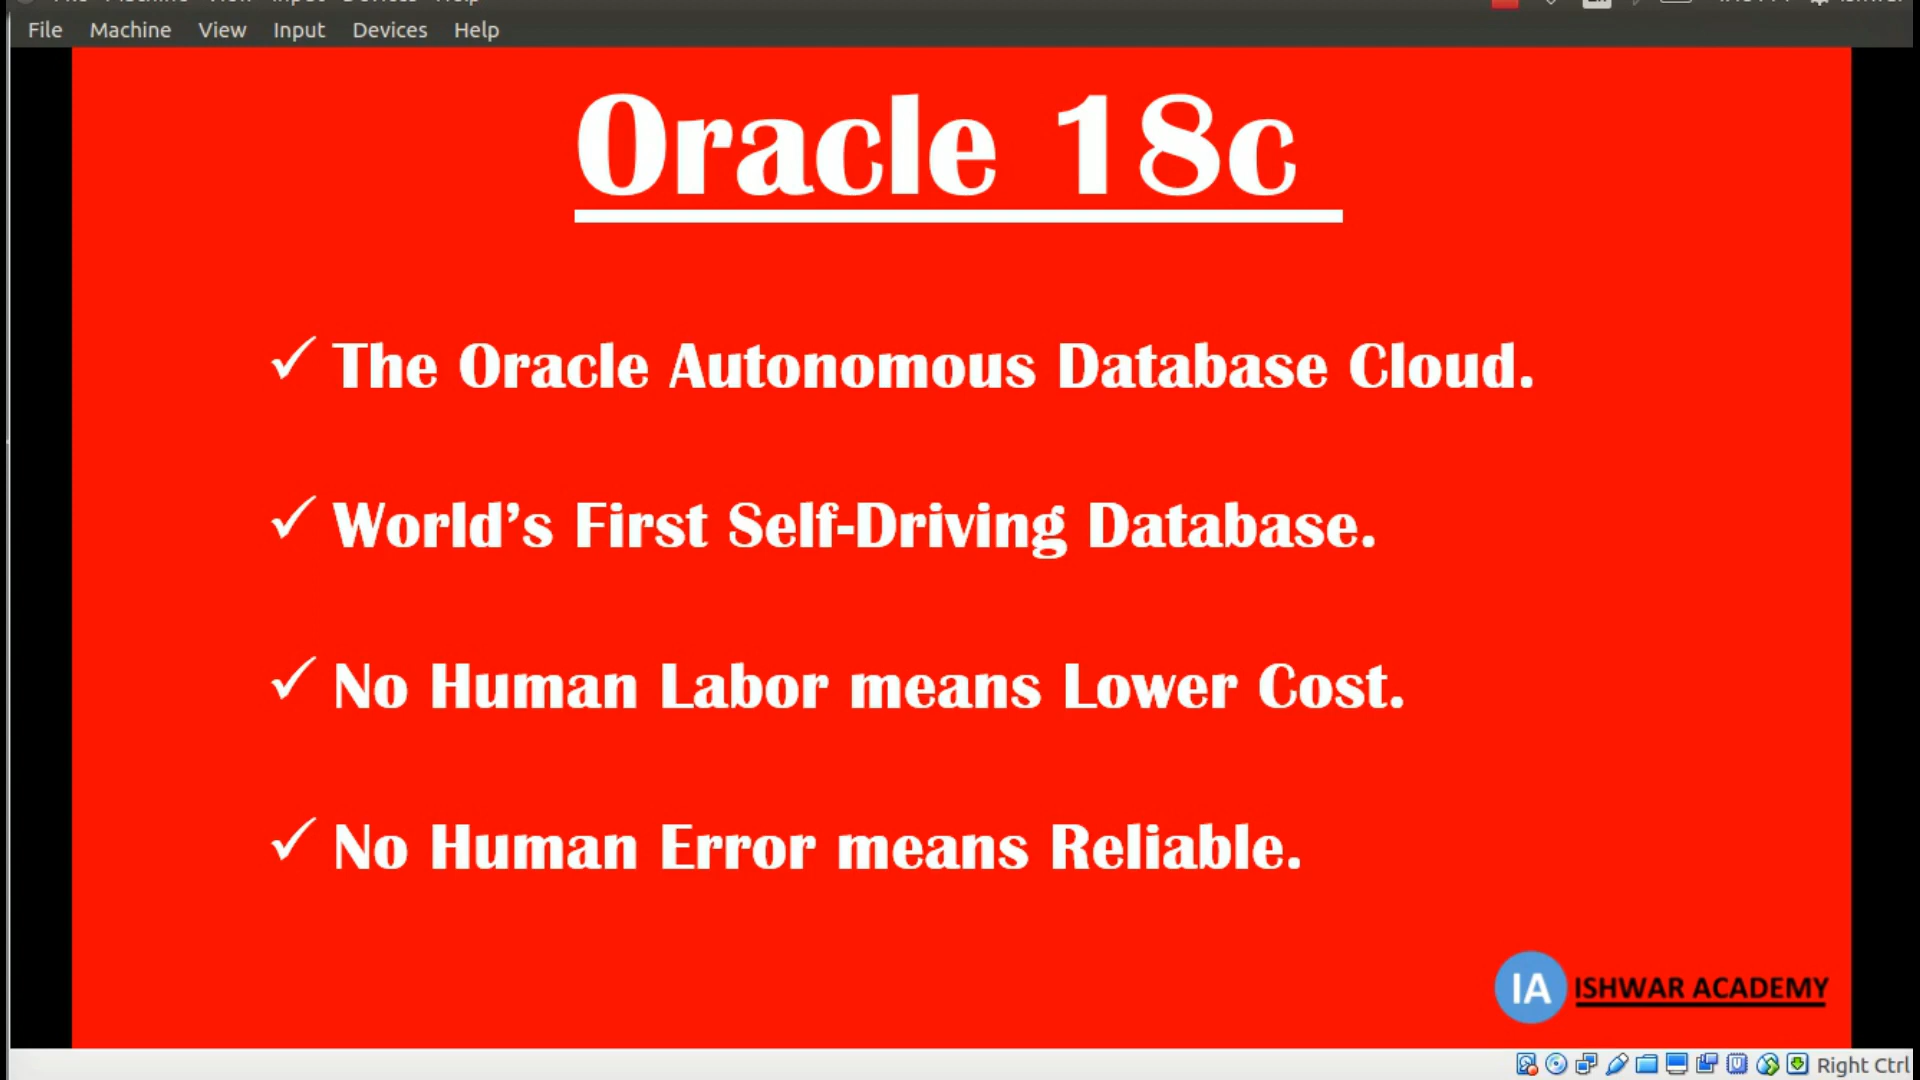 File Machine View Input Devices Help
Oracle 18c
✓ The Oracle Autonomous Database Cloud.
✓ World’s First Self-Driving Database.
✓ No Human Labor means Lower Cost.
✓ No Human Error means Reliable.
IA ISHWAR ACADEMY
Right Ctrl